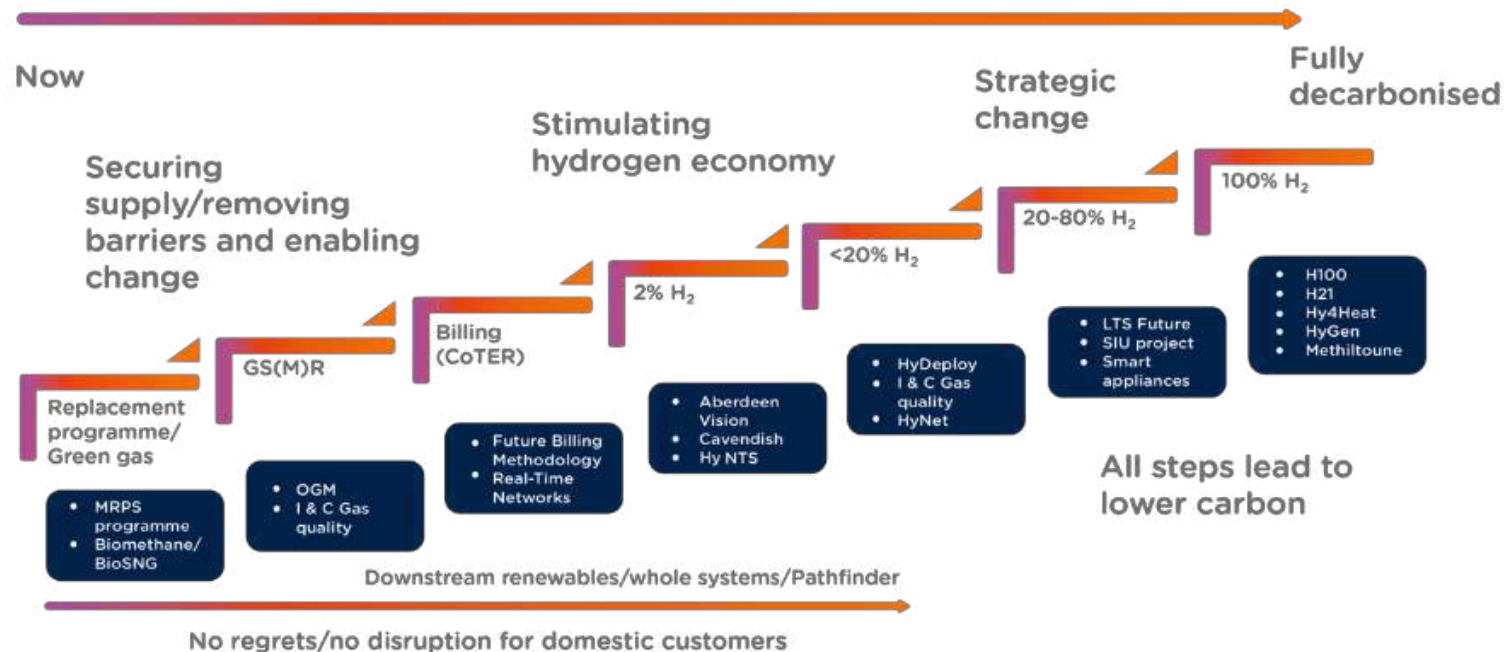 Now
Fully
decarbonised
Strategic
change
Stimulating
hydrogen economy
Securing
supply/removing
barriers and enabling
change
Replacement
programme/
Green gas
GS(M)R
Billing
(CoTER)
2% H₂
<20% H₂
20-80% H₂
100% H₂
• MRPS
programme
• Biomethane/
BioSNG
• OGM
• I & C Gas
quality
• Future Billing
Methodology
• Real-Time
Networks
• Aberdeen
Vision
• Cavendish
• Hy NTS
• HyDeploy
• I & C Gas
quality
• HyNet
• LTS Future
• SIU project
• Smart
appliances
• H100
• H21
• Hy4Heat
• HyGen
• Methiltoune
All steps lead to
lower carbon
Downstream renewables/whole systems/Pathfinder
No regrets/no disruption for domestic customers